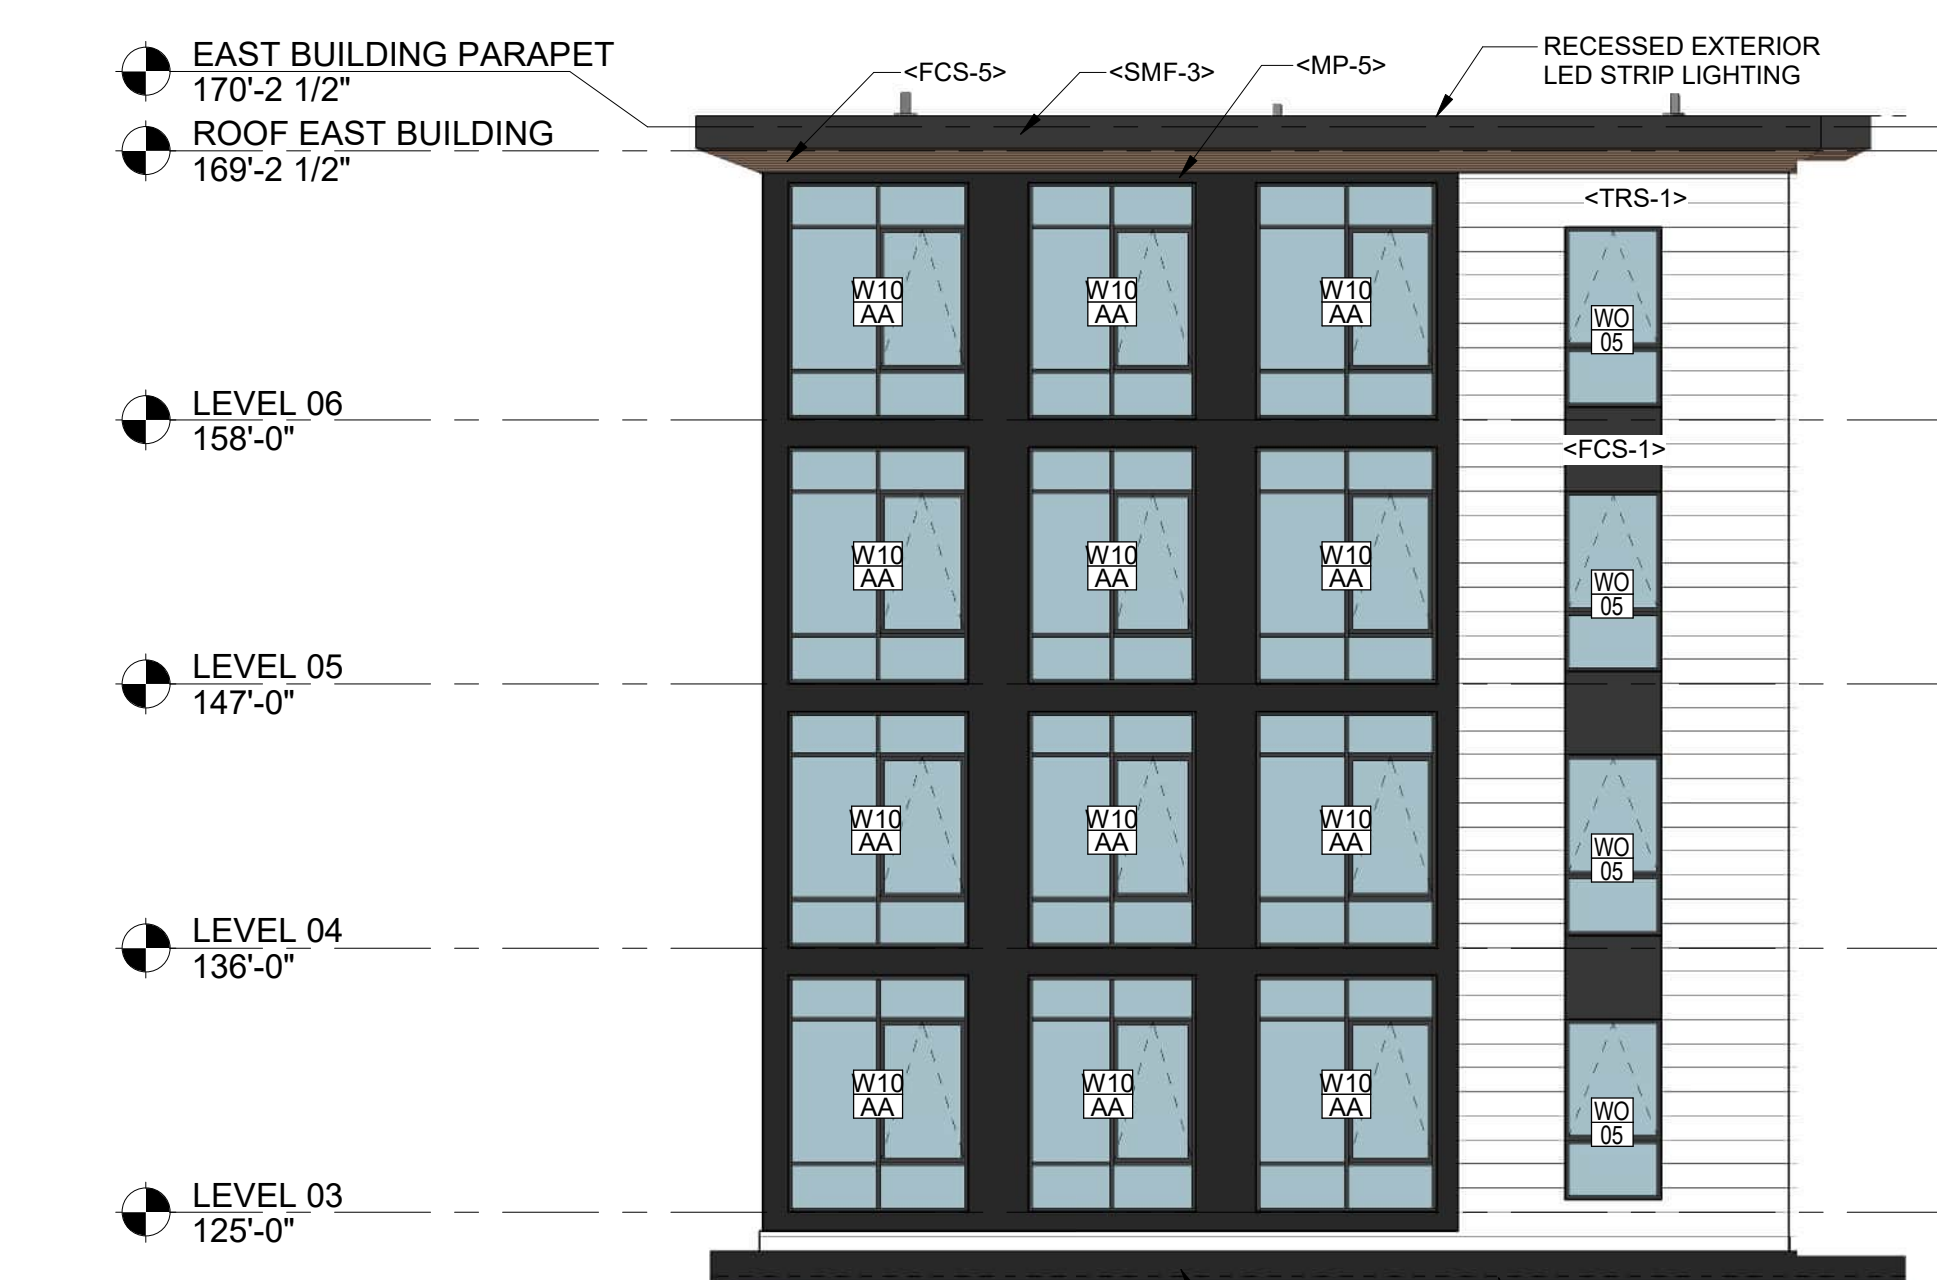 EAST BUILDING PARAPET
170'-2 1/2"
ROOF EAST BUILDING
169'-2 1/2"
<FCS-5>
<SMF-3>
<MP-5>
RECESSED EXTERIOR
LED STRIP LIGHTING
<TRS-1>
W10
AA
W10
AA
W10
AA
WO
05
LEVEL 06
158'-0"
<FCS-1>
W10
AA
W10
AA
W10
AA
WO
05
LEVEL 05
147'-0"
W10
AA
W10
AA
W10
AA
WO
05
LEVEL 04
136'-0"
W10
AA
W10
AA
W10
AA
WO
05
LEVEL 03
125'-0"